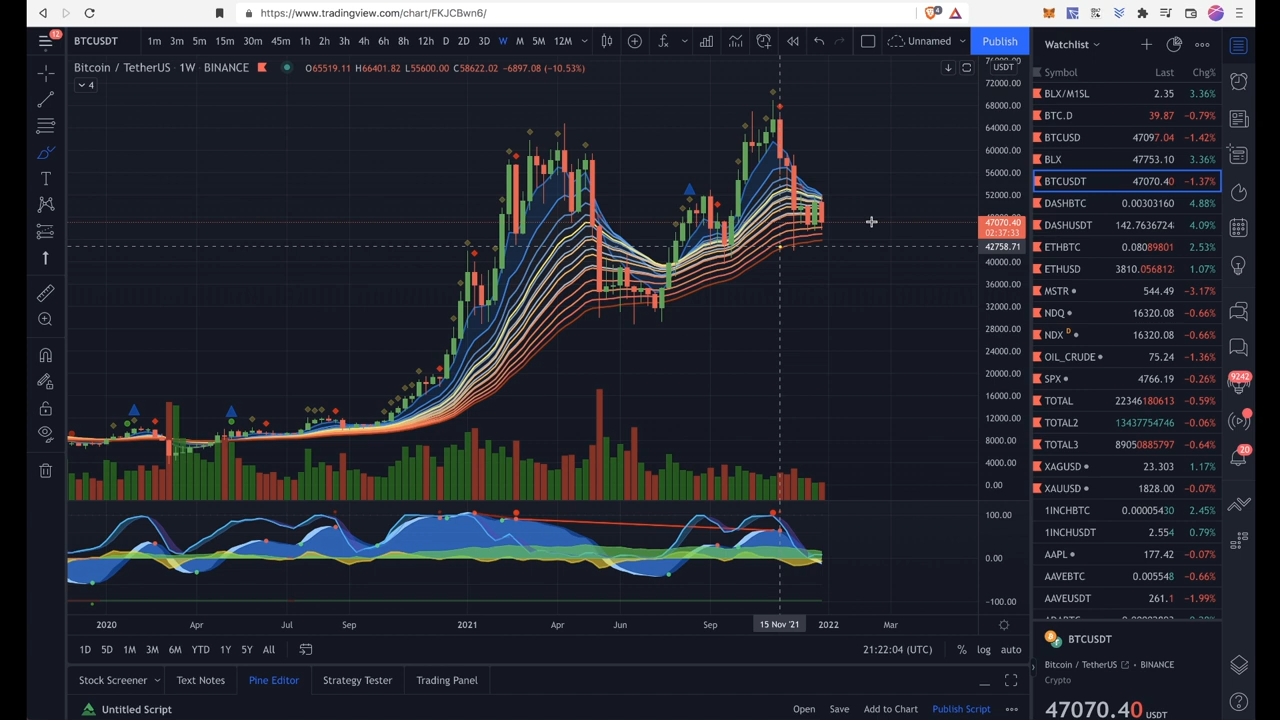 https://www.tradingview.com/chart/FKJCBwn6/
4
12
BTCUSDT 1m 3m 5m 15m 30m 45m 1h 2h 3h 4h 6h 8h 12h D 2D 3D W M 5M 12M Unnamed Publish
Bitcoin / TetherUS · 1W · BINANCE O65519.11 H66401.82 L55600.00 C58622.02 −6897.08 (−10.53%)
4
USDT
76000.00
72000.00
68000.00
64000.00
60000.00
56000.00
52000.00
47070.40
02:37:33
42758.71
40000.00
36000.00
32000.00
28000.00
24000.00
20000.00
16000.00
12000.00
8000.00
4000.00
0.00
100.00
0.00
−100.00
2020 Apr Jul Sep 2021 Apr Jun Sep 15 Nov '21 2022 Mar
1D 5D 1M 3M 6M YTD 1Y 5Y All 21:22:04 (UTC) % log auto
Stock Screener Text Notes Pine Editor Strategy Tester Trading Panel
Untitled Script Open Save Add to Chart Publish Script
Watchlist
Symbol Last Chg%
BLX/M1SL 2.35 3.36%
BTC.D 39.87 −0.79%
BTCUSD 47097.04 −1.42%
BLX 47753.10 3.36%
BTCUSDT 47070.40 −1.37%
DASHBTC 0.00303160 4.88%
DASHUSDT 142.7636724 4.09%
ETHBTC 0.08089801 2.53%
ETHUSD 3810.056812 1.07%
MSTR 544.49 −3.17%
NDQ 16320.08 −0.66%
NDX D 16320.08 −0.66%
OIL_CRUDE 75.24 −1.36%
SPX 4766.19 −0.26%
TOTAL 22346180613 −0.59%
TOTAL2 13437754746 −0.06%
TOTAL3 89050885797 −0.64%
XAGUSD 23.303 1.17%
XAUUSD 1828.00 −0.07%
1INCHBTC 0.00005430 2.45%
1INCHUSDT 2.554 0.79%
AAPL 177.42 −0.07%
AAVEBTC 0.005548 −0.66%
AAVEUSDT 261.1 −1.99%
BTCUSDT
Bitcoin / TetherUS · BINANCE
Crypto
47070.40 USDT
9242
20